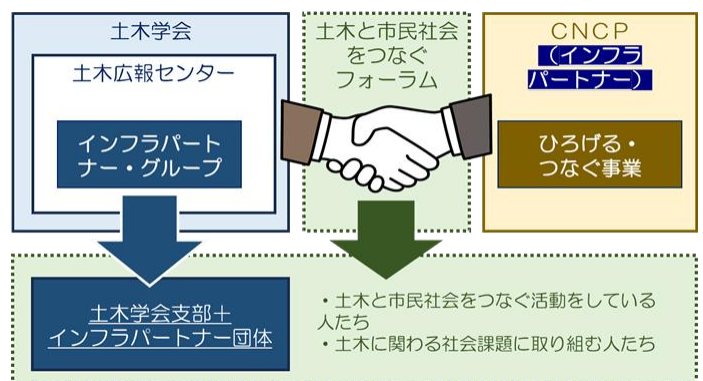 土木学会
土木広報センター
インフラパート
ナー・グループ
土木と市民社会
をつなぐ
フォーラム
CNCP
(インフラ
パートナー)
ひろげる・
つなぐ事業
土木学会支部+
インフラパートナー団体
・土木と市民社会をつなぐ活動をしている
人たち
・土木に関わる社会課題に取り組む人たち